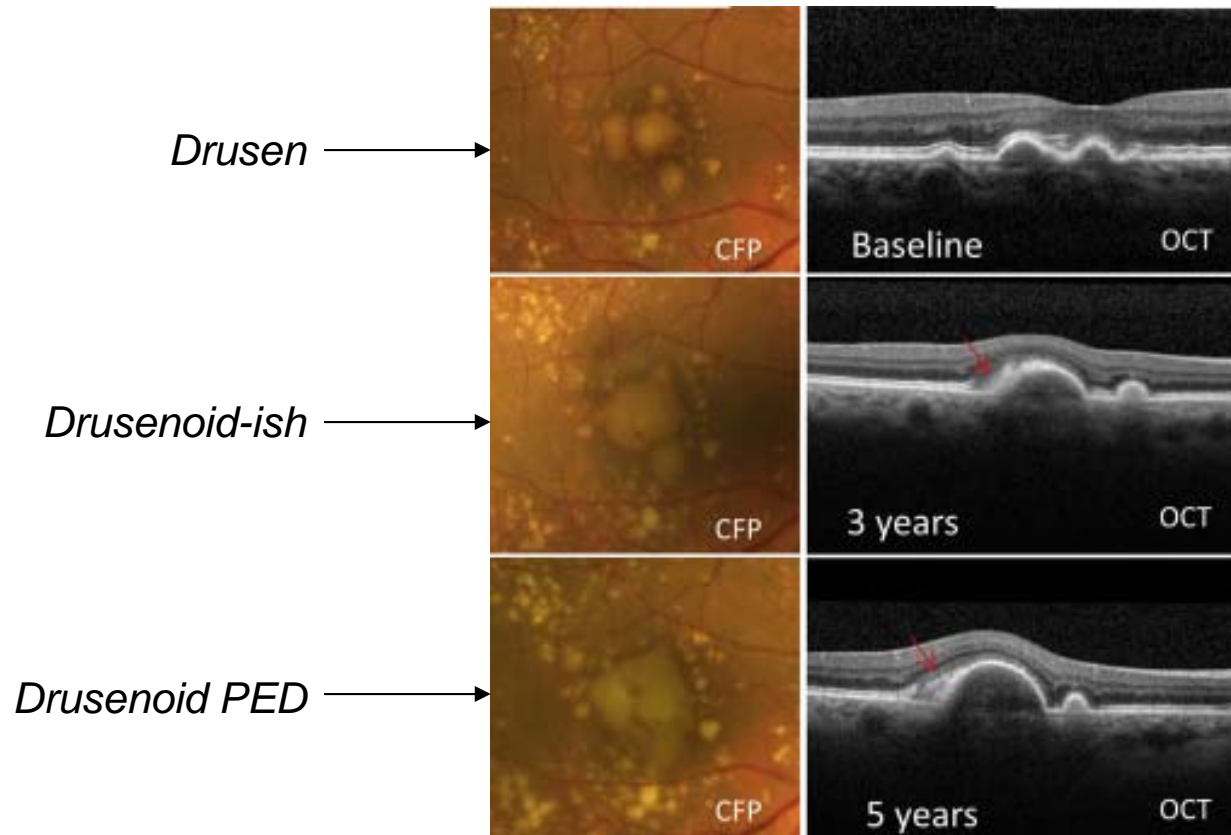 Drusen
CFP
Baseline
OCT
Drusenoid-ish
CFP
3 years
OCT
Drusenoid PED
CFP
5 years
OCT